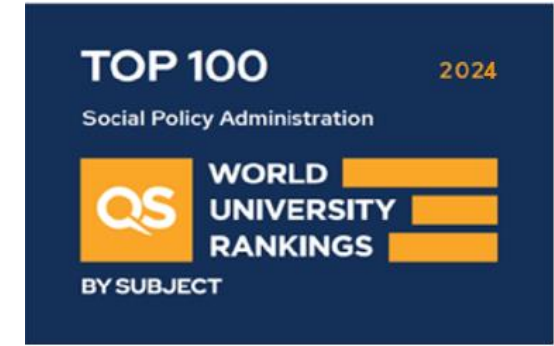 TOP 100
2024
Social Policy Administration
QS
WORLD
UNIVERSITY
RANKINGS
BY SUBJECT